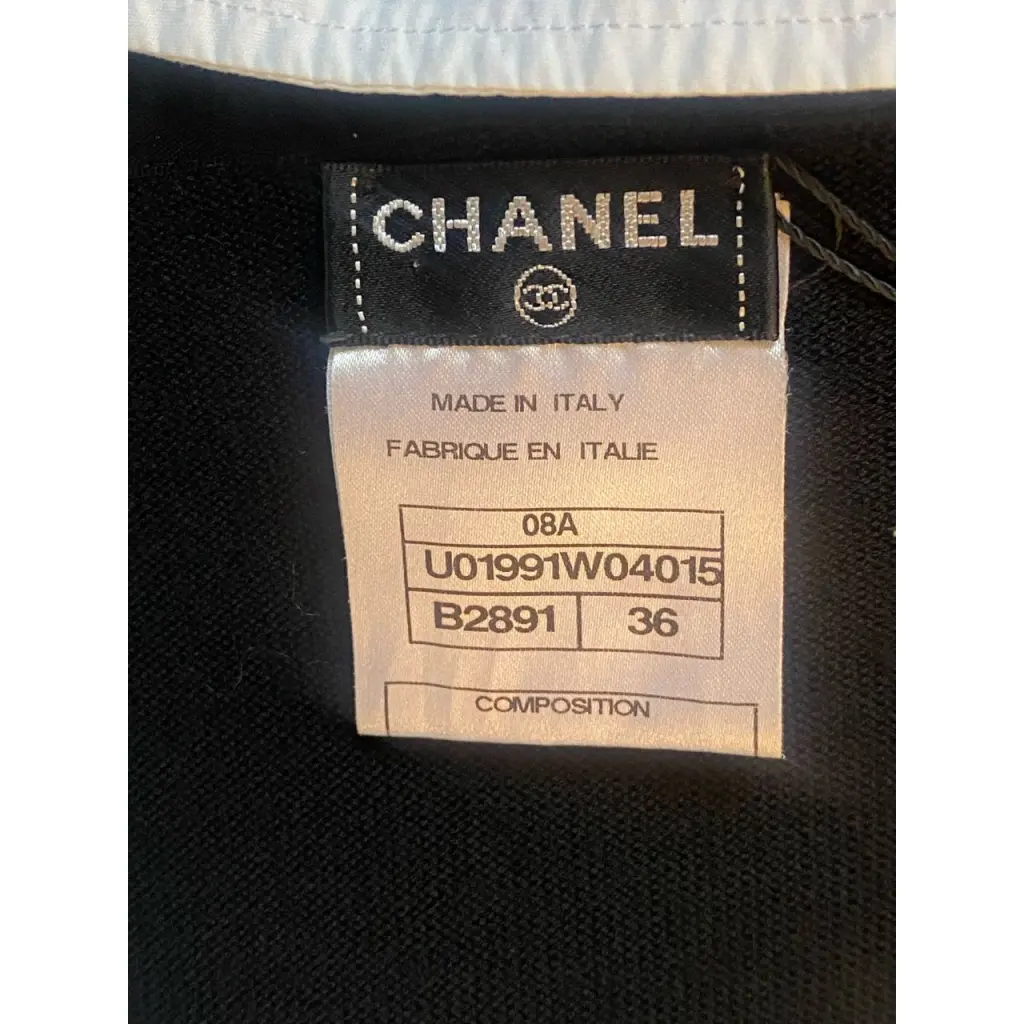 CHANEL
MADE IN ITALY
FABRIQUE EN ITALIE
08A
U01991W04015
B2891 36
COMPOSITION